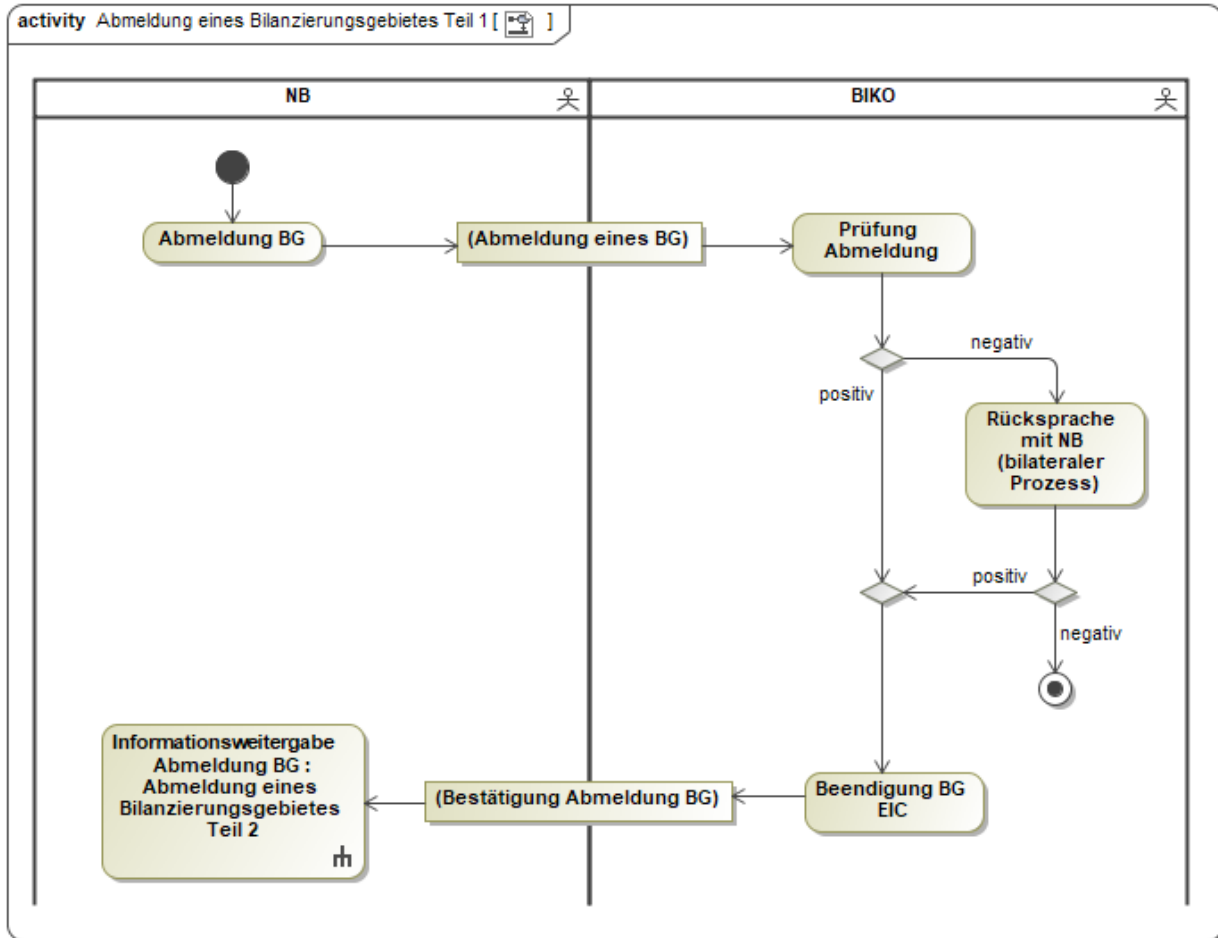 activity Abmeldung eines Bilanzierungsgebietes Teil 1 [ ]
NB
BIKO
Abmeldung BG
(Abmeldung eines BG)
Prüfung
Abmeldung
negativ
positiv
Rücksprache
mit NB
(bilateraler
Prozess)
positiv
negativ
Informationsweitergabe
Abmeldung BG :
Abmeldung eines
Bilanzierungsgebietes
Teil 2
(Bestätigung Abmeldung BG)
Beendigung BG
EIC